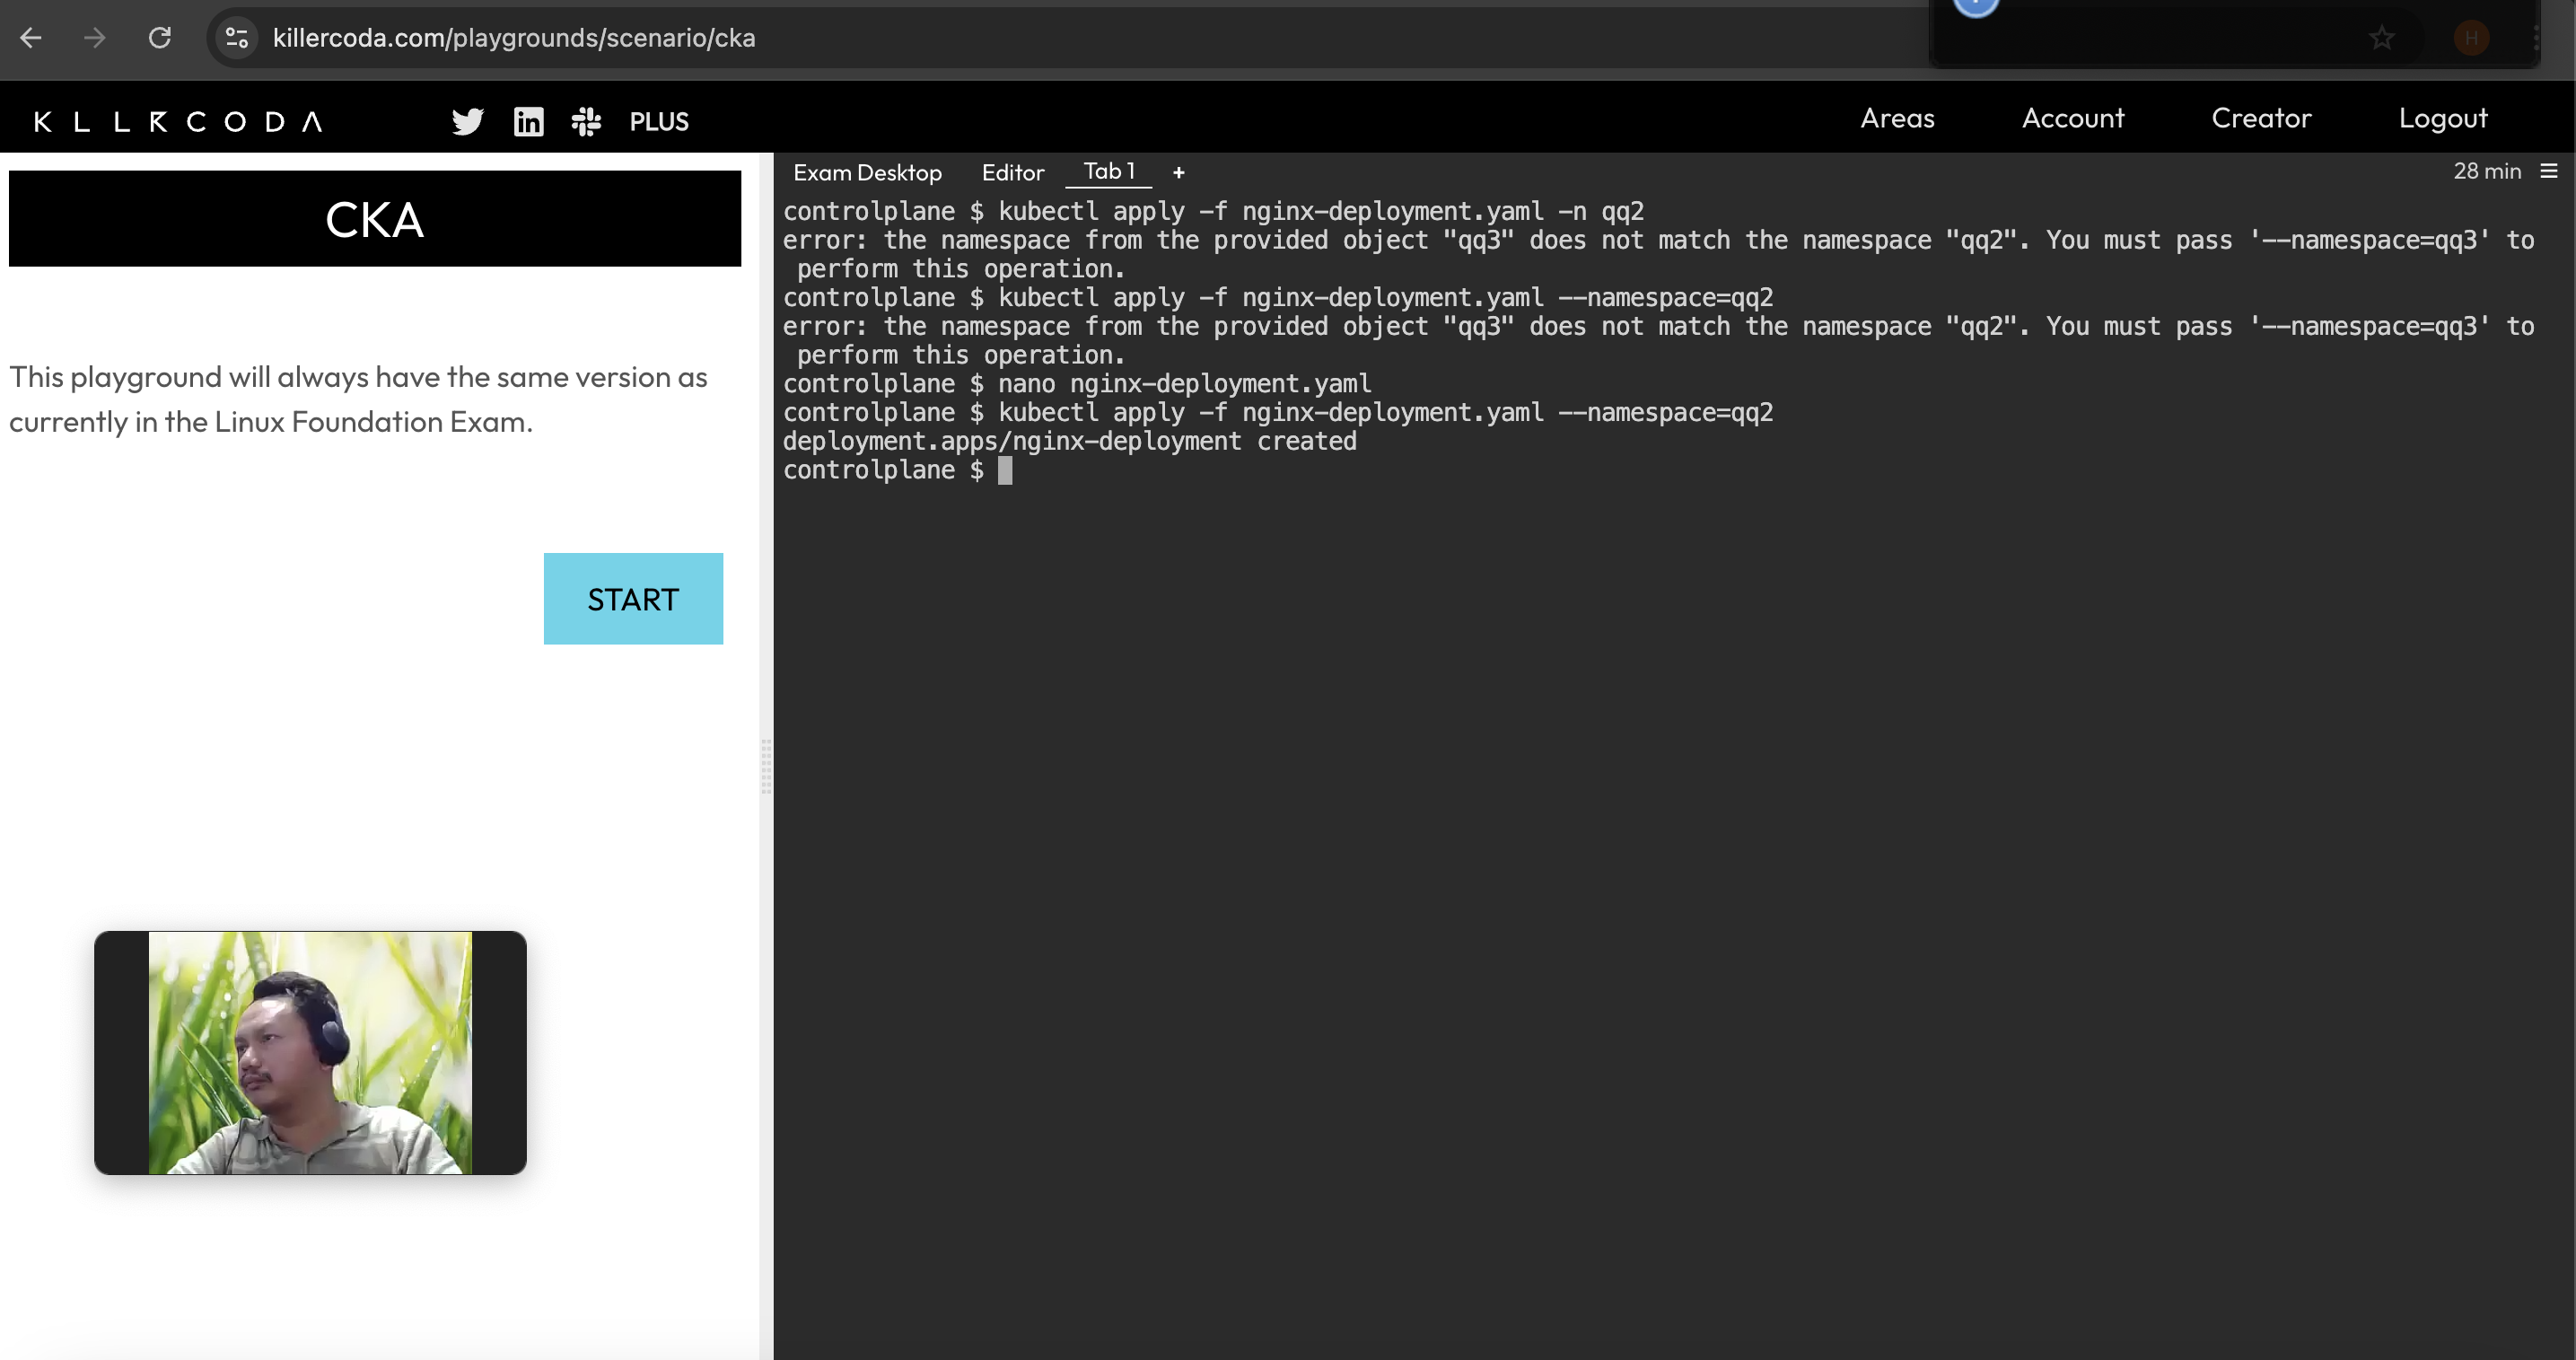 killercoda.com/playgrounds/scenario/cka
H
KLLRCODA PLUS Areas Account Creator Logout
CKA
This playground will always have the same version as
currently in the Linux Foundation Exam.
START
Exam Desktop Editor Tab 1 + 28 min
controlplane $ kubectl apply -f nginx-deployment.yaml -n qq2
error: the namespace from the provided object "qq3" does not match the namespace "qq2". You must pass '--namespace=qq3' to
perform this operation.
controlplane $ kubectl apply -f nginx-deployment.yaml --namespace=qq2
error: the namespace from the provided object "qq3" does not match the namespace "qq2". You must pass '--namespace=qq3' to
perform this operation.
controlplane $ nano nginx-deployment.yaml
controlplane $ kubectl apply -f nginx-deployment.yaml --namespace=qq2
deployment.apps/nginx-deployment created
controlplane $